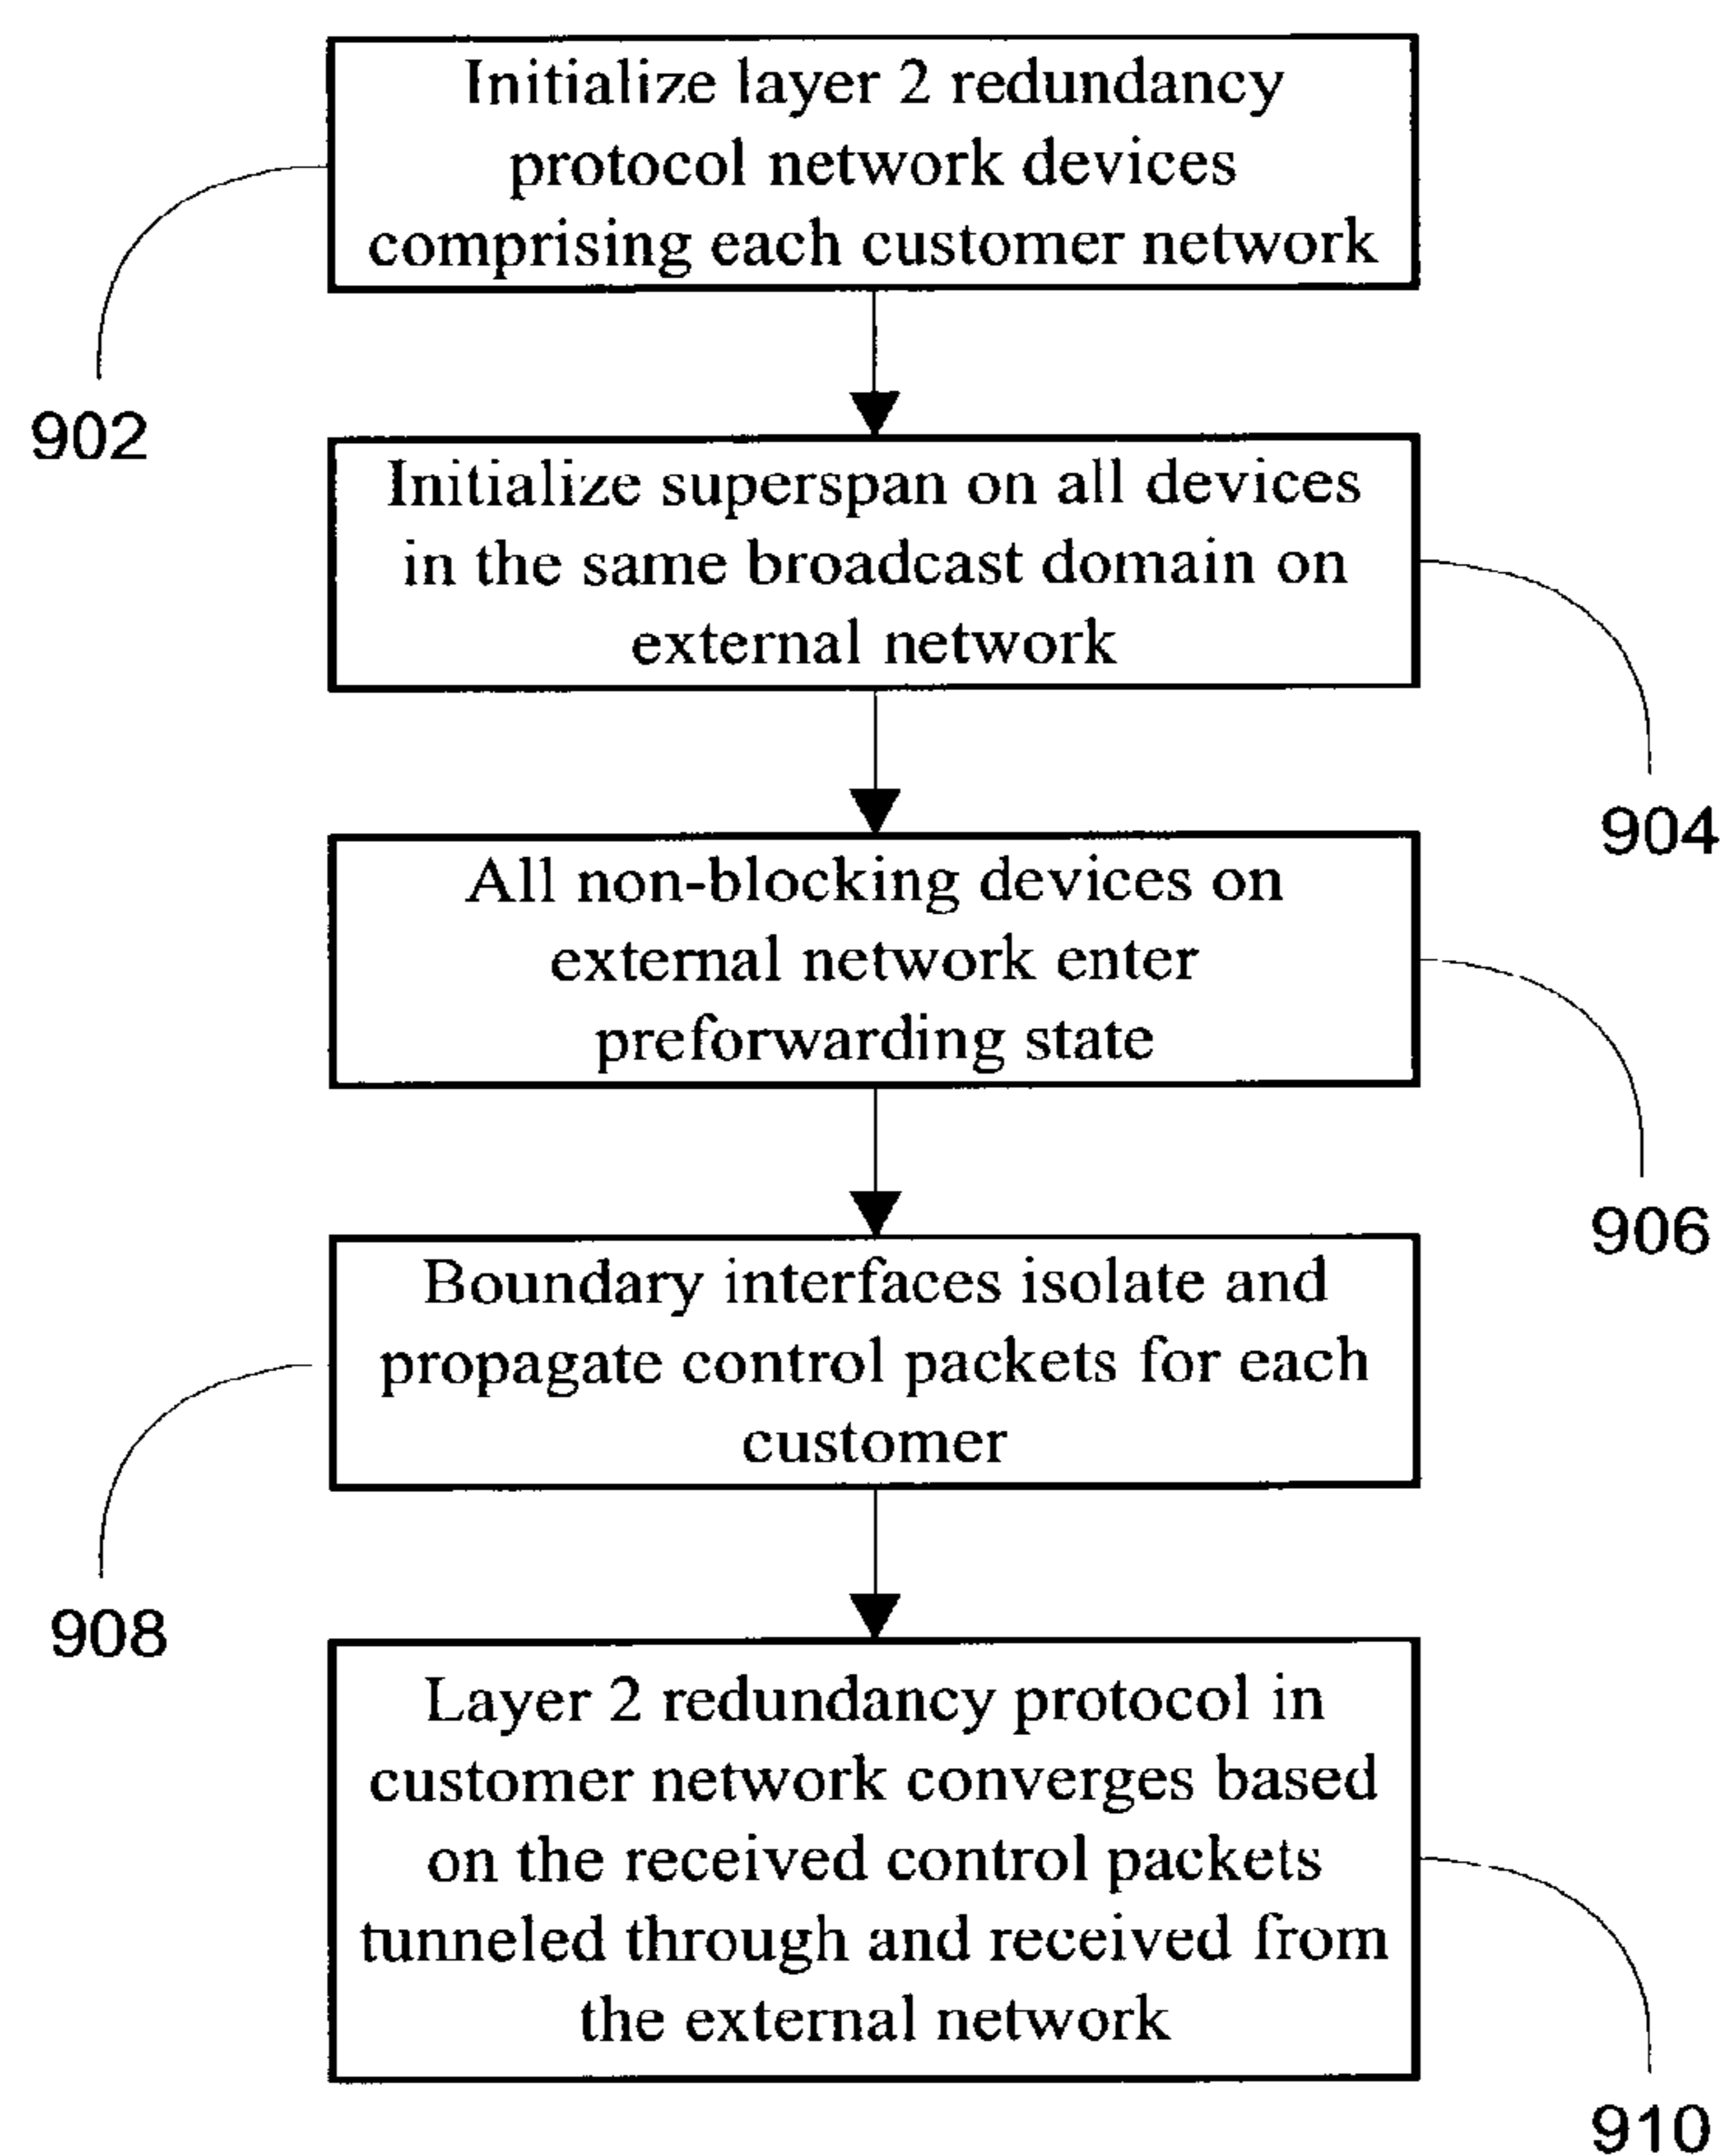 Initialize layer 2 redundancy
protocol network devices
comprising each customer network
902
Initialize superspan on all devices
in the same broadcast domain on
external network
904
All non-blocking devices on
external network enter
preforwarding state
906
Boundary interfaces isolate and
propagate control packets for each
customer
908
Layer 2 redundancy protocol in
customer network converges based
on the received control packets
tunneled through and received from
the external network
910